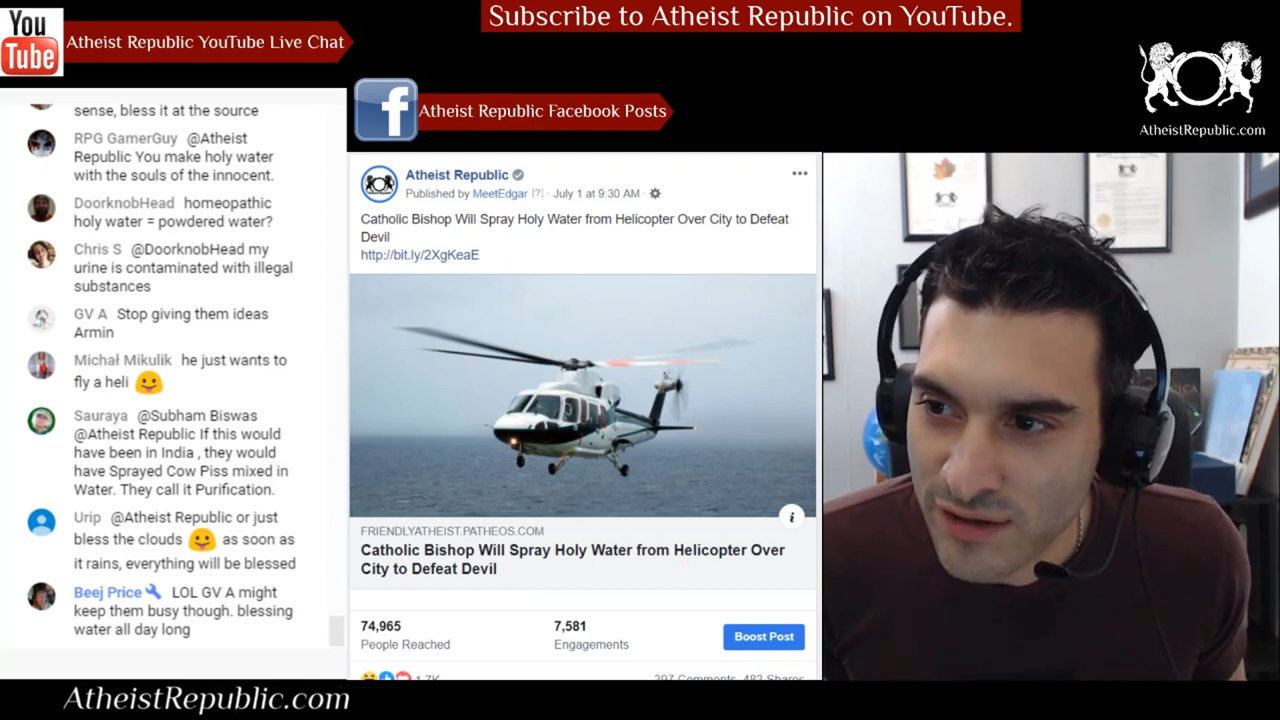 Subscribe to Atheist Republic on YouTube.
You
Tube
Atheist Republic YouTube Live Chat
AtheistRepublic.com
f
Atheist Republic Facebook Posts
sense, bless it at the source
RPG GamerGuy @Atheist
Republic You make holy water
with the souls of the innocent.
DoorknobHead homeopathic
holy water = powdered water?
Chris S @DoorknobHead my
urine is contaminated with illegal
substances
GV A Stop giving them ideas
Armin
Michał Mikulik he just wants to
fly a heli 😛
Sauraya @Subham Biswas
@Atheist Republic If this would
have been in India , they would
have Sprayed Cow Piss mixed in
Water. They call it Purification.
Urip @Atheist Republic or just
bless the clouds 😛 as soon as
it rains, everything will be blessed
Beej Price LOL GV A might
keep them busy though. blessing
water all day long
Atheist Republic
Published by MeetEdgar [?] · July 1 at 9:30 AM ·
Catholic Bishop Will Spray Holy Water from Helicopter Over City to Defeat
Devil
http://bit.ly/2XgKeaE
FRIENDLYATHEIST.PATHEOS.COM
Catholic Bishop Will Spray Holy Water from Helicopter Over
City to Defeat Devil
74,965
People Reached
7,581
Engagements
Boost Post
1.7K
397 Comments 483 Shares
AtheistRepublic.com